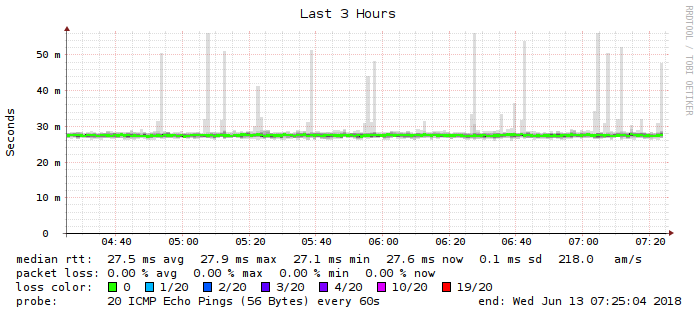 Last 3 Hours
RRDTOOL / TOBI OETIKER
Seconds
50 m
40 m
30 m
20 m
10 m
0
04:40 05:00 05:20 05:40 06:00 06:20 06:40 07:00 07:20
median rtt: 27.5 ms avg 27.9 ms max 27.1 ms min 27.6 ms now 0.1 ms sd 218.0 am/s
packet loss: 0.00 % avg 0.00 % max 0.00 % min 0.00 % now
loss color: 0 1/20 2/20 3/20 4/20 10/20 19/20
probe: 20 ICMP Echo Pings (56 Bytes) every 60s end: Wed Jun 13 07:25:04 2018